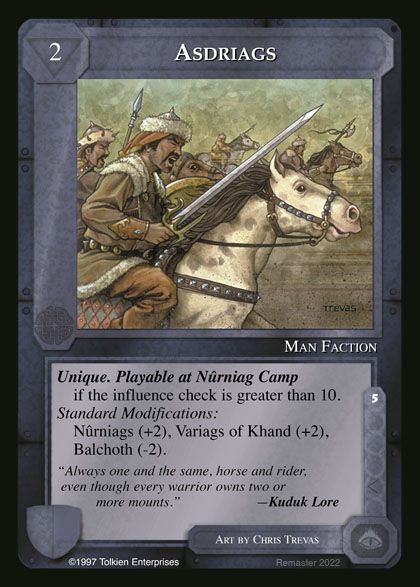 2
ASDRIAGS
TREVAS
MAN FACTION
Unique. Playable at Nûrniag Camp
if the influence check is greater than 10.
Standard Modifications:
Nûrniags (+2), Variags of Khand (+2),
Balchoth (-2).
5
“Always one and the same, horse and rider,
even though every warrior owns two or
more mounts.” —Kuduk Lore
ART BY CHRIS TREVAS
©1997 Tolkien Enterprises
Remaster 2022